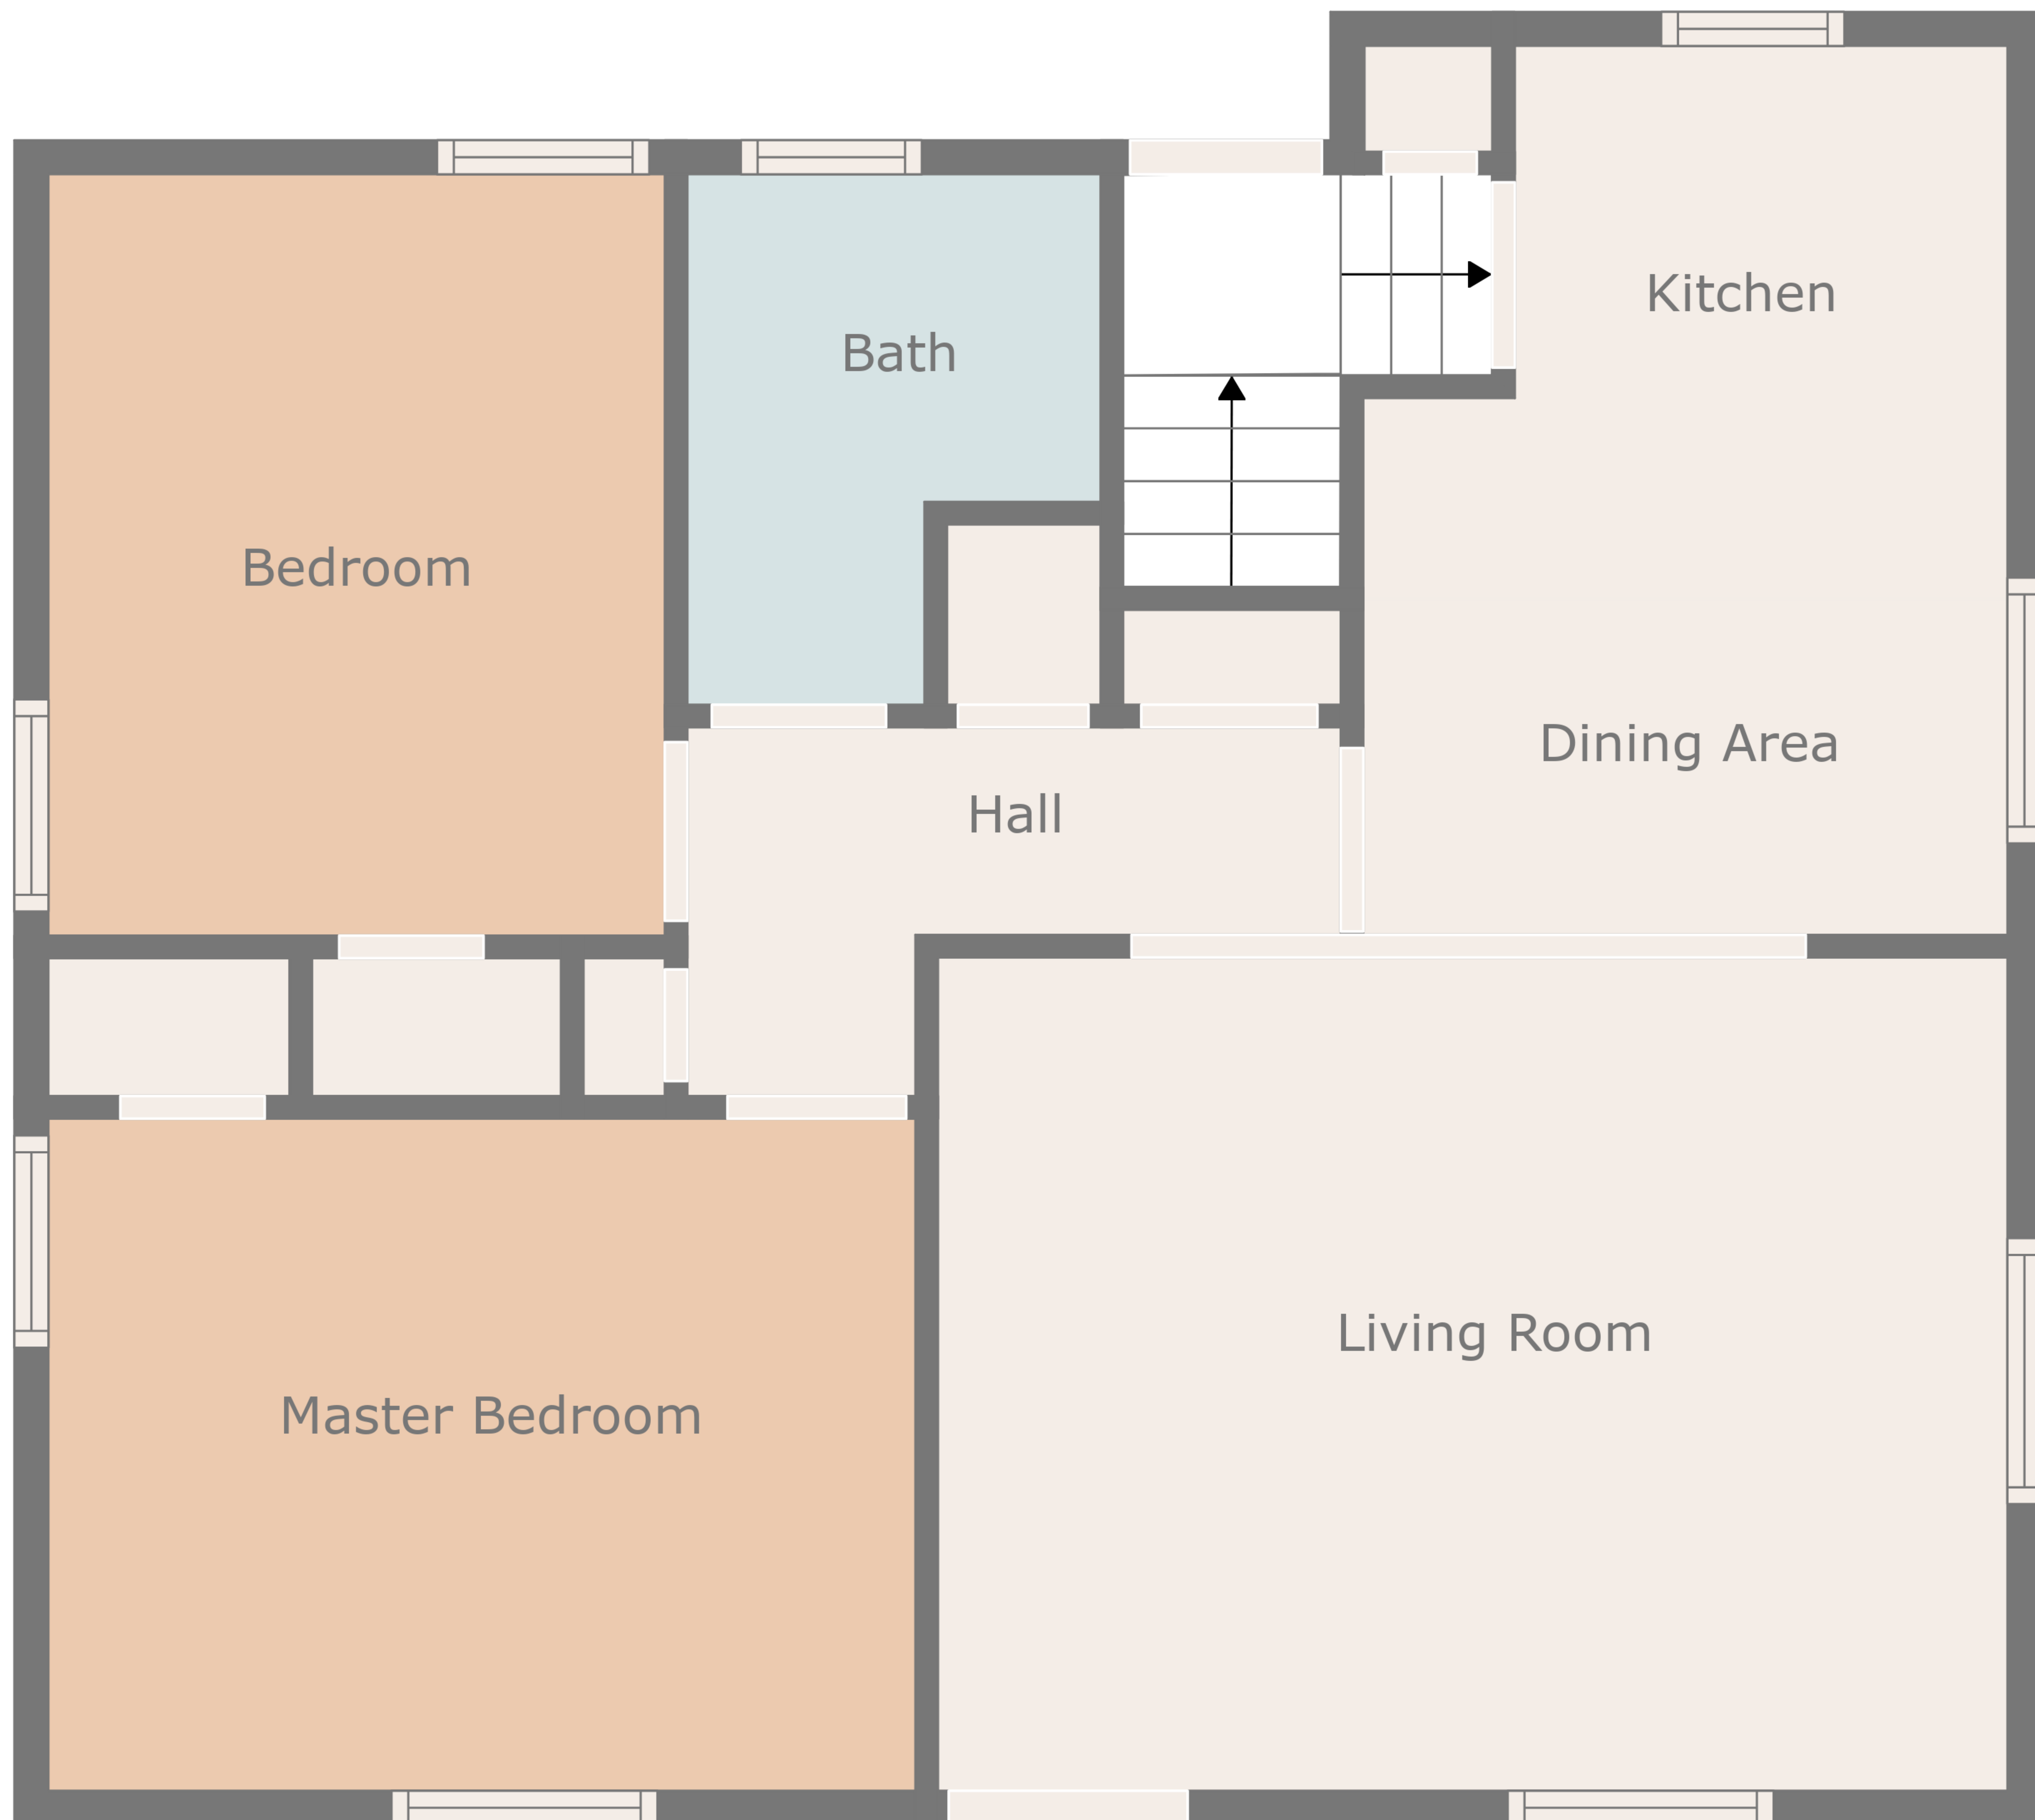 Kitchen
Bath
Bedroom
Dining Area
Hall
Living Room
Master Bedroom